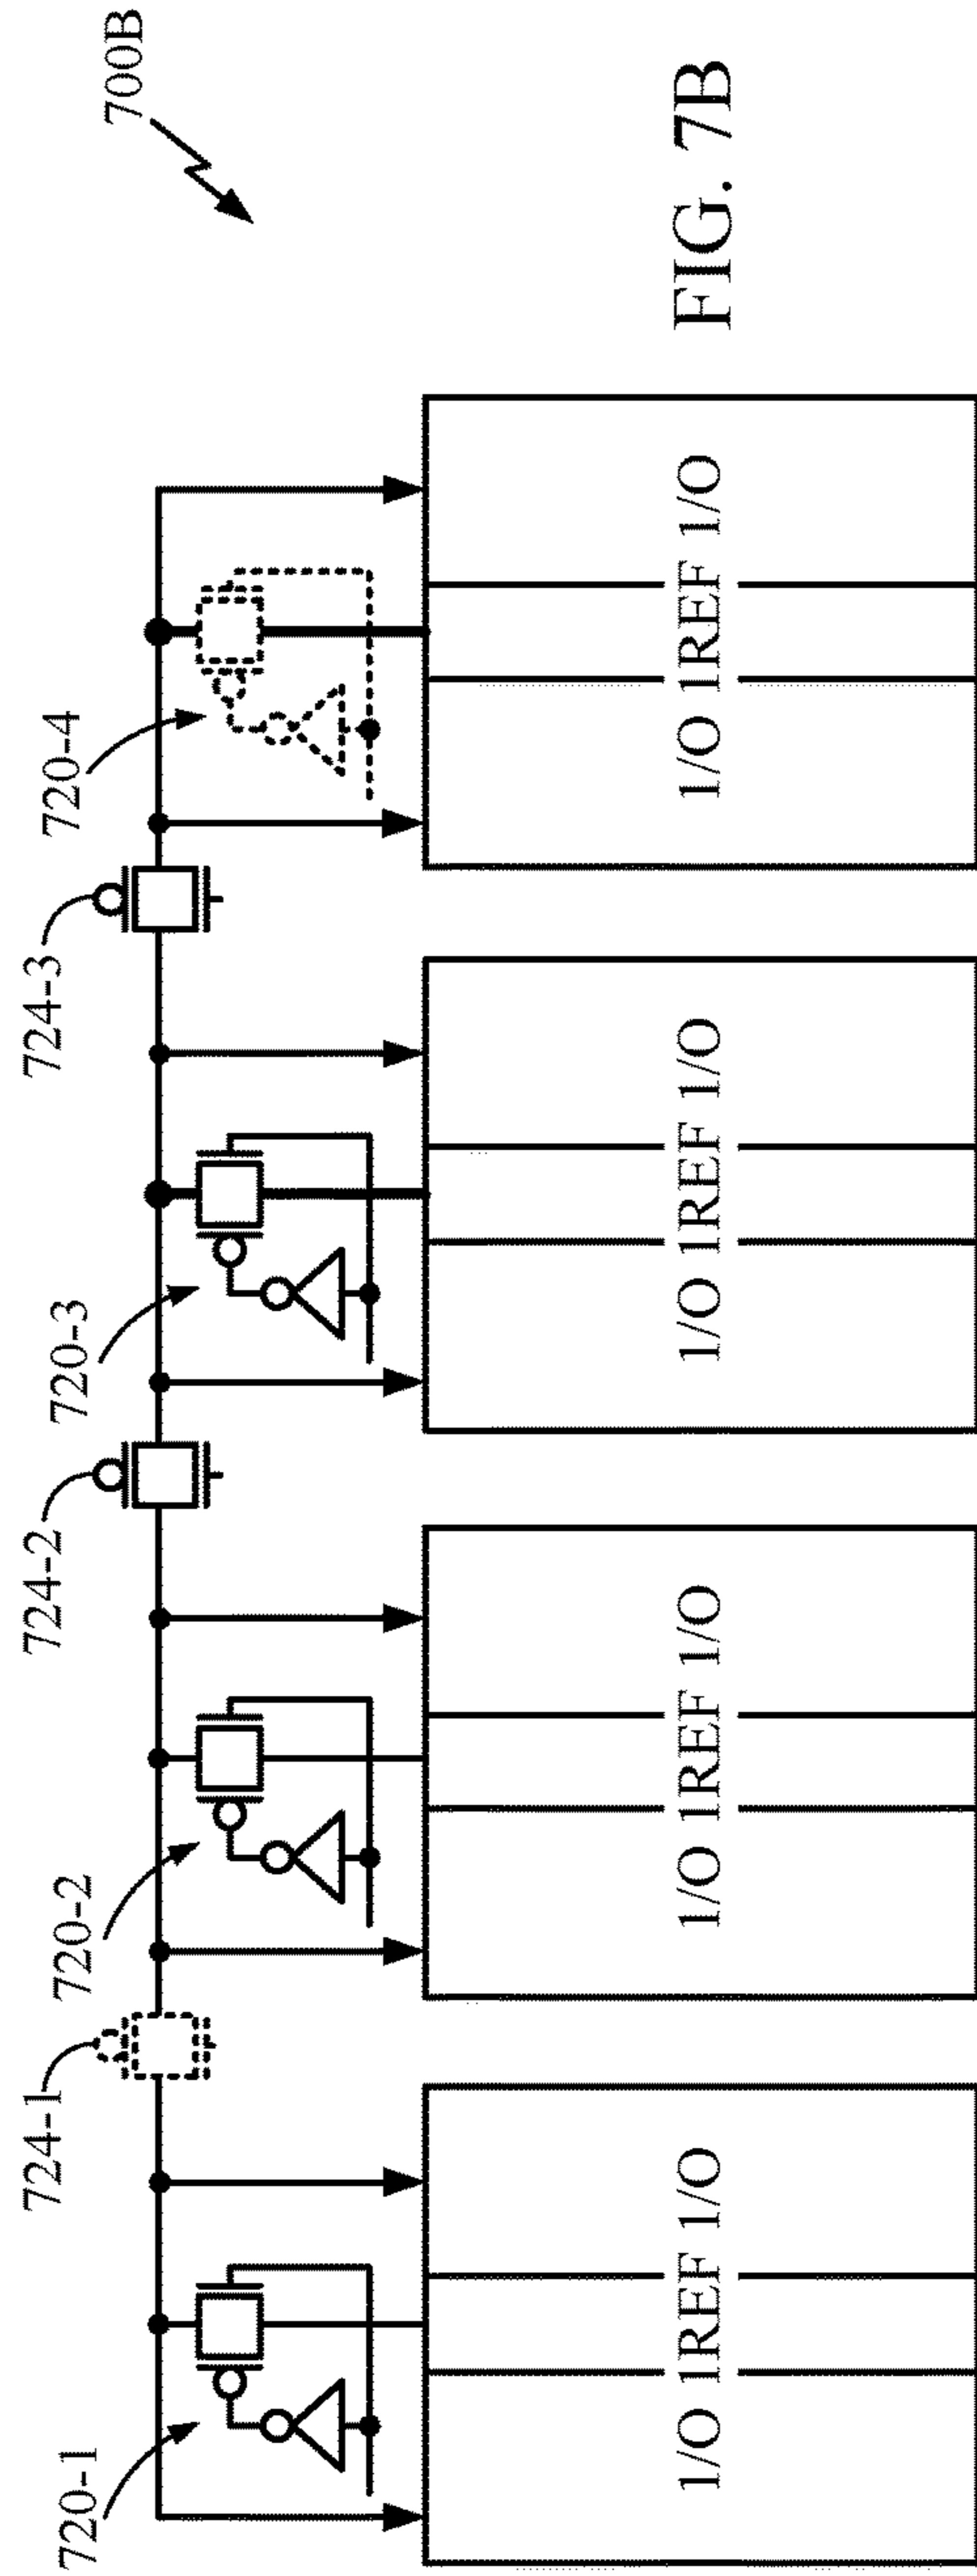 700B
724-1
724-2
724-3
720-1
720-2
720-3
720-4
1/O 1REF 1/O
1/O 1REF 1/O
1/O 1REF 1/O
1/O 1REF 1/O
FIG. 7B